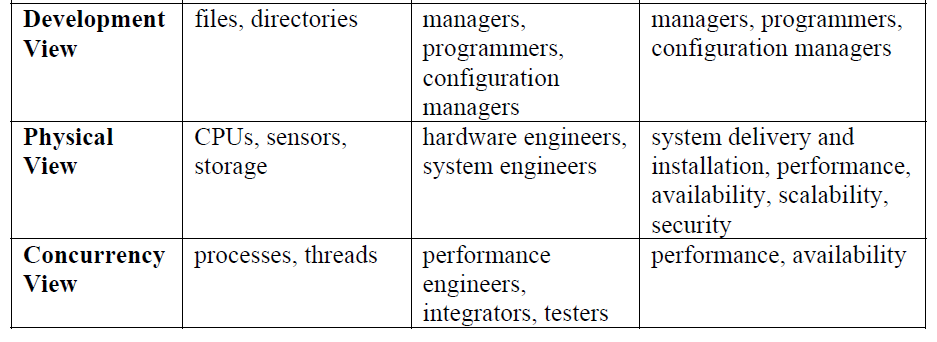 Development View
files, directories
managers,
programmers,
configuration
managers
managers, programmers,
configuration managers
Physical View
CPUs, sensors,
storage
hardware engineers,
system engineers
system delivery and
installation, performance,
availability, scalability,
security
Concurrency View
processes, threads
performance
engineers,
integrators, testers
performance, availability